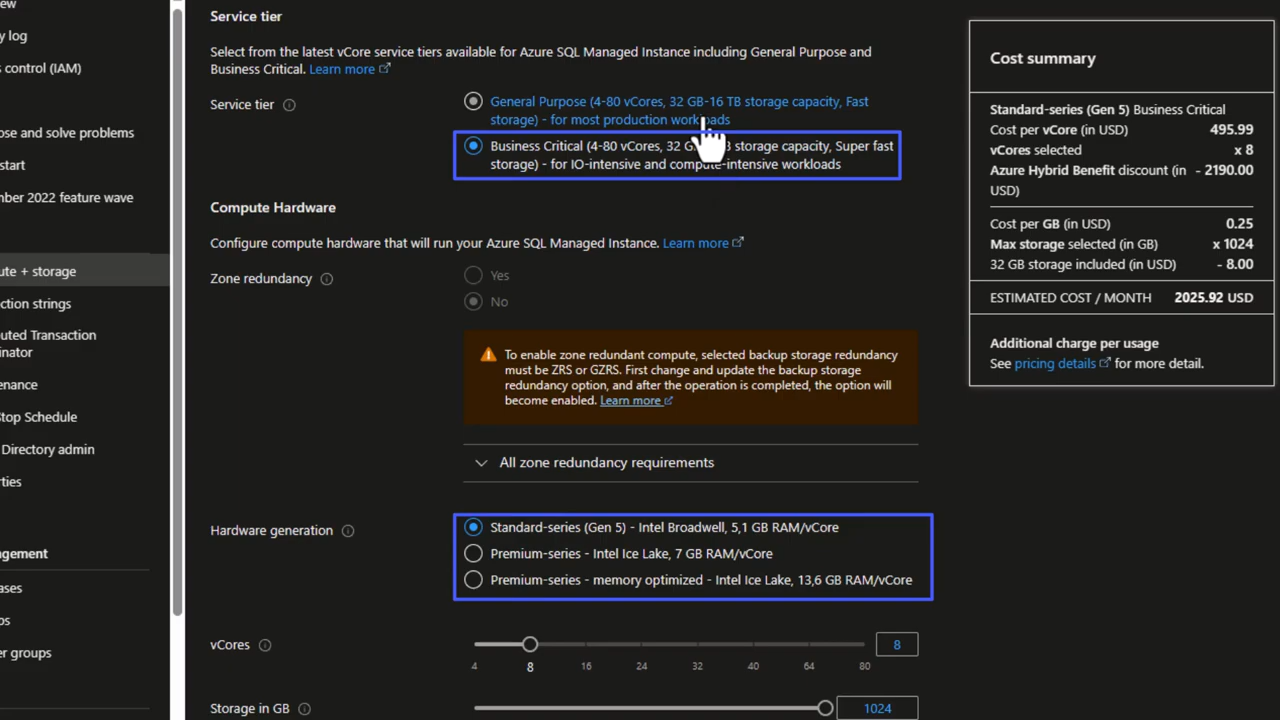 ew
Service tier
y log
Select from the latest vCore service tiers available for Azure SQL Managed Instance including General Purpose and
Business Critical. Learn more
s control (IAM)
Service tier
General Purpose (4-80 vCores, 32 GB-16 TB storage capacity, Fast
storage) - for most production workloads
ose and solve problems
Business Critical (4-80 vCores, 32 G B storage capacity, Super fast
storage) - for IO-intensive and compute-intensive workloads
start
mber 2022 feature wave
Compute Hardware
Configure compute hardware that will run your Azure SQL Managed Instance. Learn more
ute + storage
Zone redundancy
Yes
No
ction strings
uted Transaction
inator
To enable zone redundant compute, selected backup storage redundancy
must be ZRS or GZRS. First change and update the backup storage
redundancy option, and after the operation is completed, the option will
become enabled. Learn more
enance
Stop Schedule
Directory admin
All zone redundancy requirements
rties
Hardware generation
Standard-series (Gen 5) - Intel Broadwell, 5,1 GB RAM/vCore
Premium-series - Intel Ice Lake, 7 GB RAM/vCore
Premium-series - memory optimized - Intel Ice Lake, 13,6 GB RAM/vCore
agement
ases
ps
er groups
vCores
8
4 8 16 24 32 40 64 80
Storage in GB
1024
Cost summary
Standard-series (Gen 5) Business Critical
Cost per vCore (in USD) 495.99
vCores selected x 8
Azure Hybrid Benefit discount (in - 2190.00
USD)
Cost per GB (in USD) 0.25
Max storage selected (in GB) x 1024
32 GB storage included (in USD) - 8.00
ESTIMATED COST / MONTH 2025.92 USD
Additional charge per usage
See pricing details for more detail.